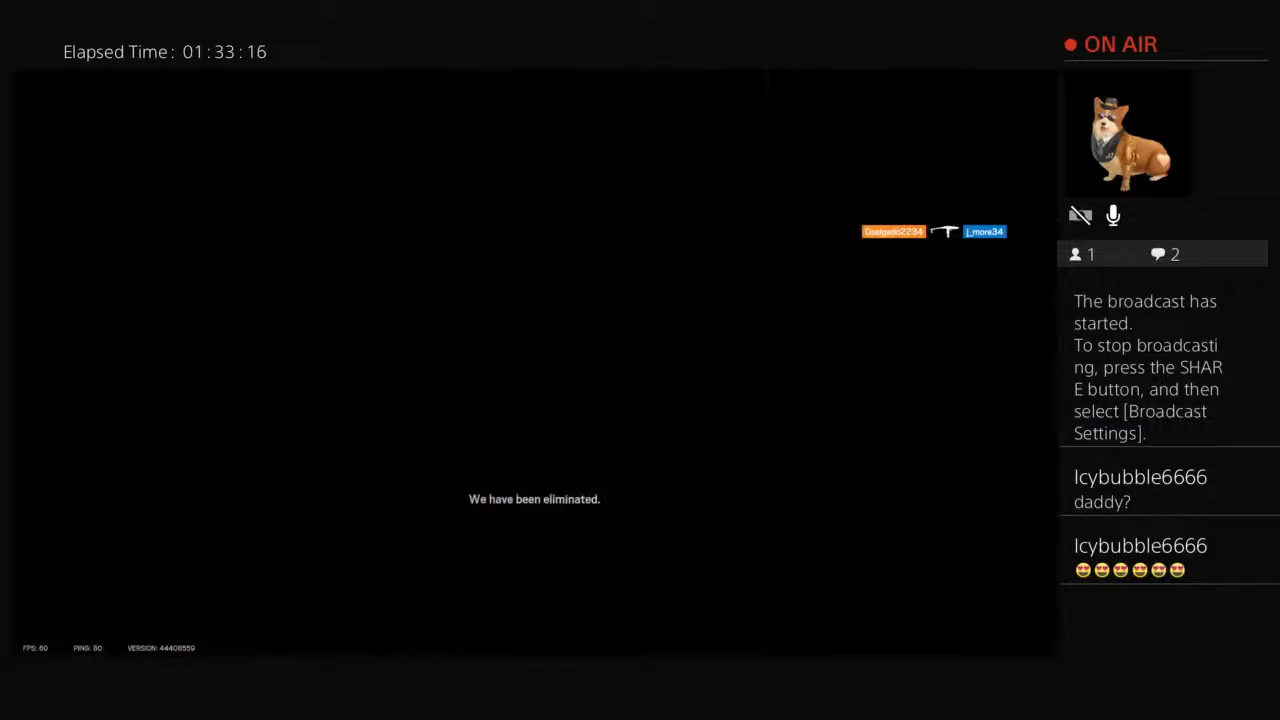 Elapsed Time: 01:33:16
ON AIR
Dselgado2234 j_more34
1 2
The broadcast has
started.
To stop broadcasti
ng, press the SHAR
E button, and then
select [Broadcast
Settings].
Icybubble6666
daddy?
Icybubble6666
😍😍😍😍😍😍
We have been eliminated.
FPS: 60 PING: 80 VERSION: 44408559